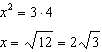 x² = 3 · 4
x = √12 = 2√3